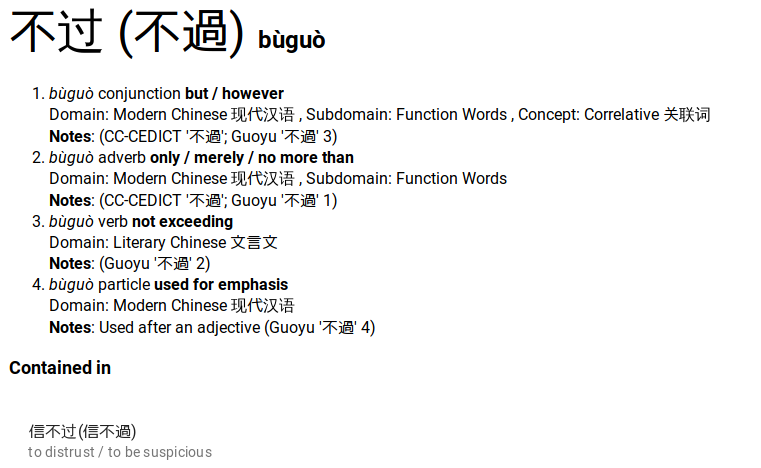 不过 (不過) bùguò
1. bùguò conjunction but / however
Domain: Modern Chinese 现代汉语 , Subdomain: Function Words , Concept: Correlative 关联词
Notes: (CC-CEDICT '不過'; Guoyu '不過' 3)
2. bùguò adverb only / merely / no more than
Domain: Modern Chinese 现代汉语 , Subdomain: Function Words
Notes: (CC-CEDICT '不過'; Guoyu '不過' 1)
3. bùguò verb not exceeding
Domain: Literary Chinese 文言文
Notes: (Guoyu '不過' 2)
4. bùguò particle used for emphasis
Domain: Modern Chinese 现代汉语
Notes: Used after an adjective (Guoyu '不過' 4)
Contained in
信不过(信不過)
to distrust / to be suspicious